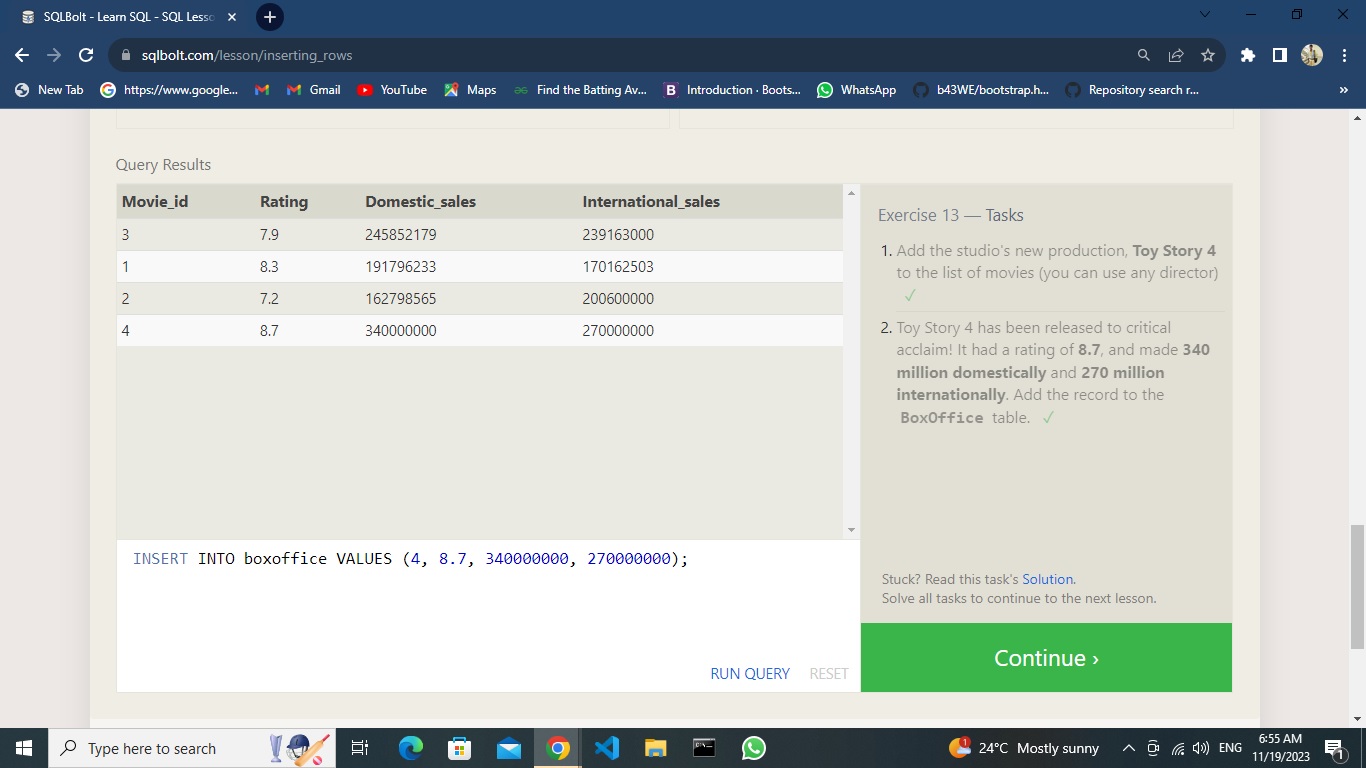 SQLBolt - Learn SQL - SQL Lesso
sqlbolt.com/lesson/inserting_rows
New Tab https://www.google... Gmail YouTube Maps Find the Batting Av... Introduction · Boots... WhatsApp b43WE/bootstrap.h... Repository search r... »
Query Results
Movie_id Rating Domestic_sales International_sales
3 7.9 245852179 239163000
1 8.3 191796233 170162503
2 7.2 162798565 200600000
4 8.7 340000000 270000000
Exercise 13 — Tasks
1. Add the studio's new production, Toy Story 4
to the list of movies (you can use any director)
✓
2. Toy Story 4 has been released to critical
acclaim! It had a rating of 8.7, and made 340
million domestically and 270 million
internationally. Add the record to the
BoxOffice table. ✓
INSERT INTO boxoffice VALUES (4, 8.7, 340000000, 270000000);
Stuck? Read this task's Solution.
Solve all tasks to continue to the next lesson.
RUN QUERY RESET
Continue ›
Type here to search
1 24°C Mostly sunny ENG
6:55 AM
11/19/2023
1